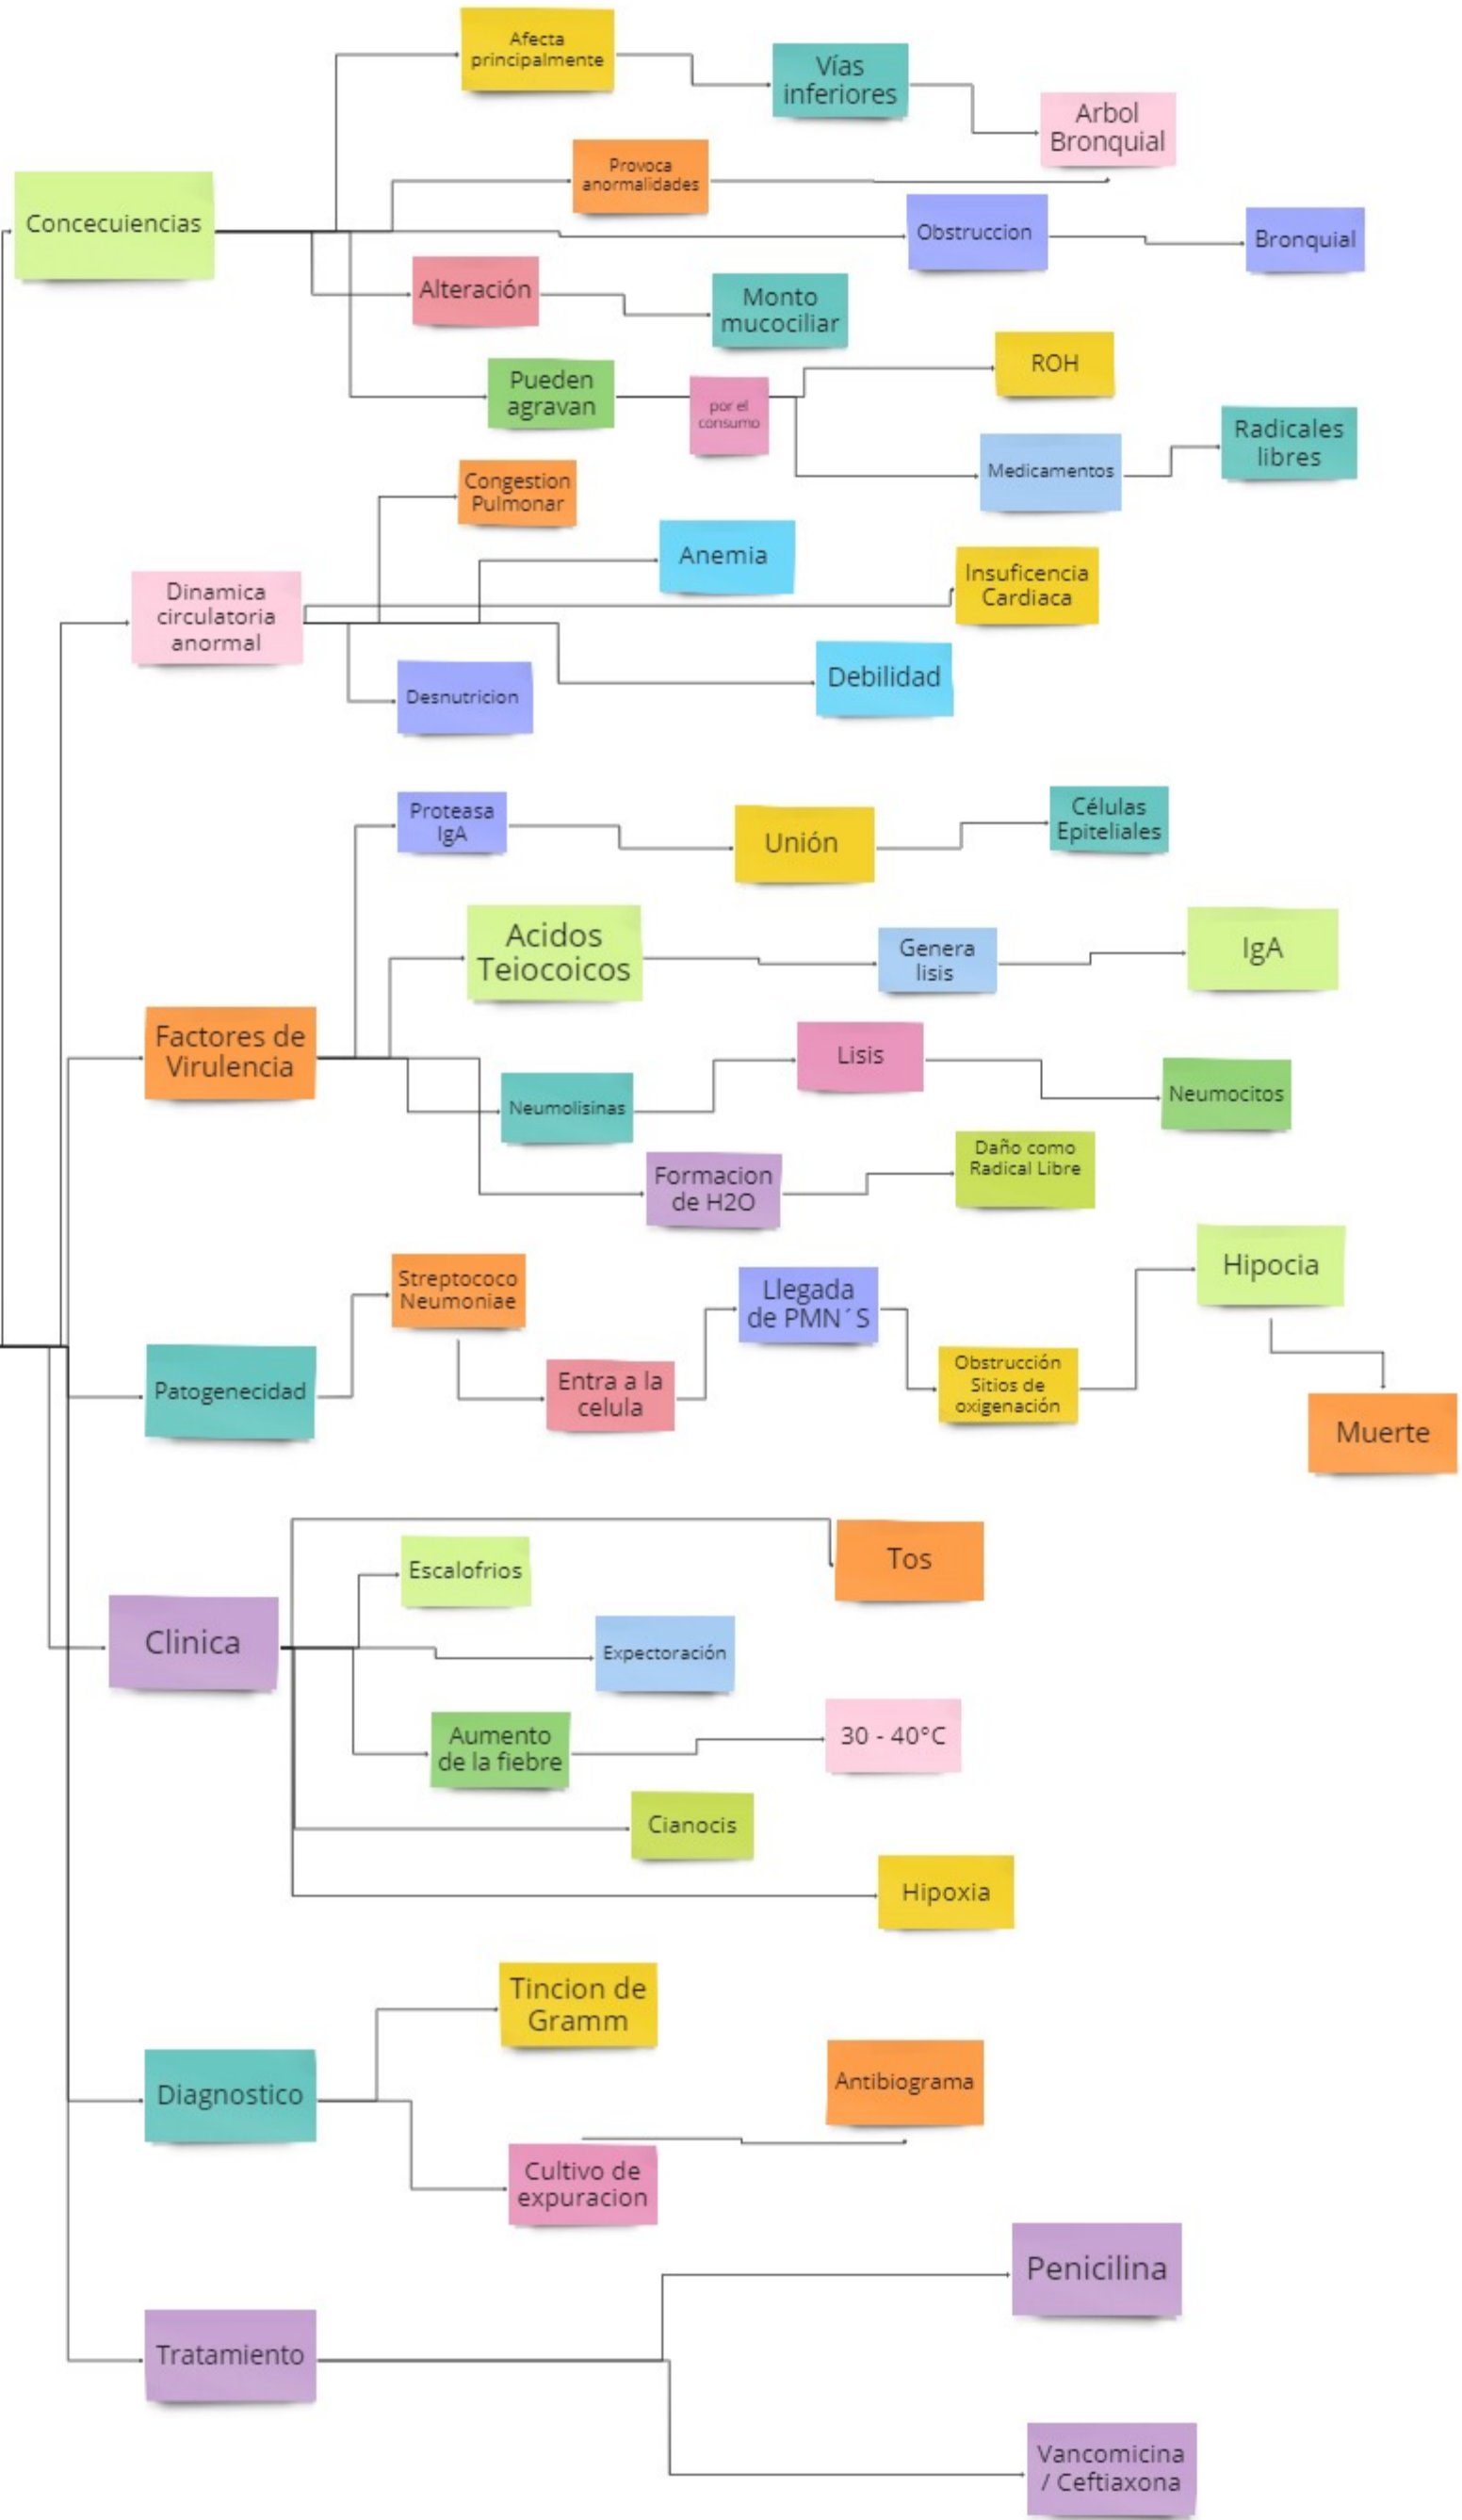 Afecta
principalmente
Vías
inferiores
Arbol
Bronquial
Provoca
anormalidades
Concecuiencias
Obstruccion
Bronquial
Alteración
Monto
mucociliar
Pueden
agravan
por el
consumo
ROH
Medicamentos
Radicales
libres
Congestion
Pulmonar
Anemia
Insuficencia
Cardiaca
Dinamica
circulatoria
anormal
Debilidad
Desnutricion
Proteasa
IgA
Unión
Células
Epiteliales
Acidos
Teiocoicos
Genera
lisis
IgA
Factores de
Virulencia
Lisis
Neumolisinas
Neumocitos
Formacion
de H2O
Daño como
Radical Libre
Streptococo
Neumoniae
Llegada
de PMN´S
Hipocia
Patogenecidad
Entra a la
celula
Obstrucción
Sitios de
oxigenación
Muerte
Tos
Escalofrios
Clinica
Expectoración
Aumento
de la fiebre
30 - 40°C
Cianocis
Hipoxia
Tincion de
Gramm
Diagnostico
Antibiograma
Cultivo de
expuracion
Penicilina
Tratamiento
Vancomicina
/ Ceftiaxona